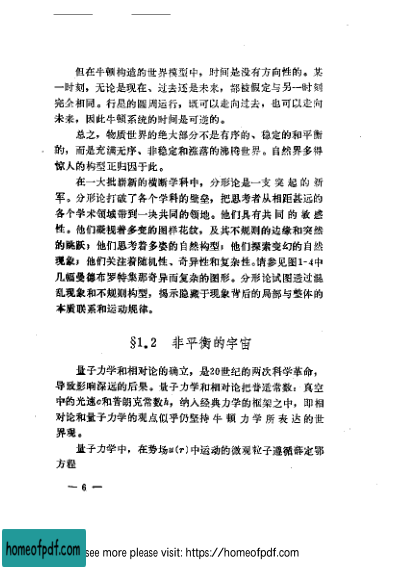 但在牛顿构造的世界模型中，时间是没有方向性的。某
一时刻，无论是现在、过去还是未来，都被假定与另一时刻
完全相同。行星的圆周运行，既可以走向过去，也可以走向
未来，因此牛顿系统的时间是可逆的。
总之，物质世界的绝大部分不是有序的、稳定的和平衡
的，而是充满无序、非稳定和涨落的沸腾世界。自然界多得
惊人的构型正归因于此。
在一大批崭新的横断学科中，分形论是一支突起的新
军。分形论打破了各个学科的壁垒，把思考者从相距甚远的
各个学术领域带到一块共同的领地。他们具有共同的敏感
性。他们凝视着多变的图样花纹，及其不规则的边缘和突然
的跳跃；他们思考着多姿的自然构型；他们探索变幻的自然
现象；他们关注着随机性、奇异性和复杂性。请参见图1-4中
几幅曼德布罗特集那奇异而复杂的图形。分形论试图透过混
乱现象和不规则构型，揭示隐藏于现象背后的局部与整体的
本质联系和运动规律。
§1.2 非平衡的宇宙
量子力学和相对论的确立，是20世纪的两次科学革命，
导致影响深远的后果。量子力学和相对论把普适常数：真空
中的光速c和普朗克常数h，纳入经典力学的框架之中，即相
对论和量子力学的观点似乎仍坚持牛顿力学所表达的世
界观。
量子力学中，在势场u(r)中运动的微观粒子遵循薛定鄂
方程
— 6 —
homeofpdf.com
see more please visit: https://homeofpdf.com